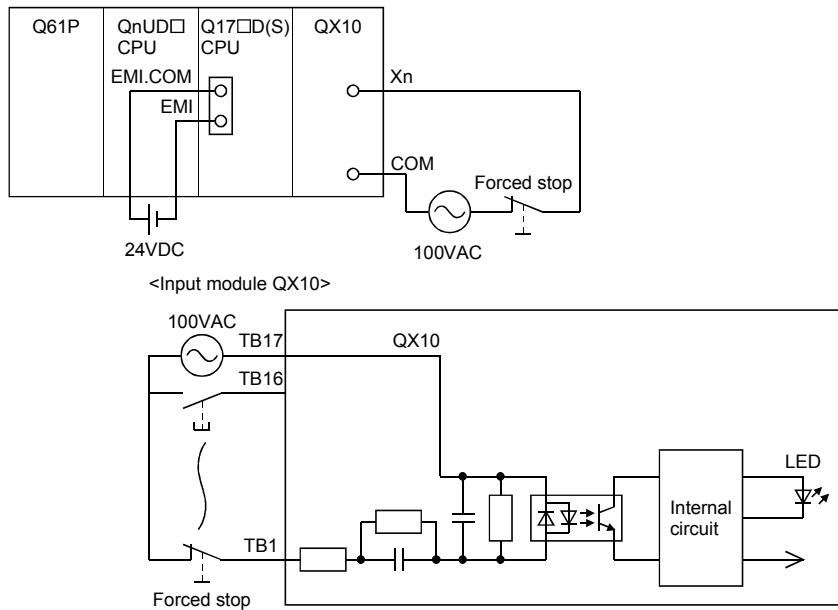 Q61P QnUD□ CPU Q17□D(S) CPU QX10
EMI.COM
EMI
Xn
COM
Forced stop
24VDC
100VAC
<Input module QX10>
100VAC
TB17
QX10
TB16
LED
Internal circuit
TB1
Forced stop